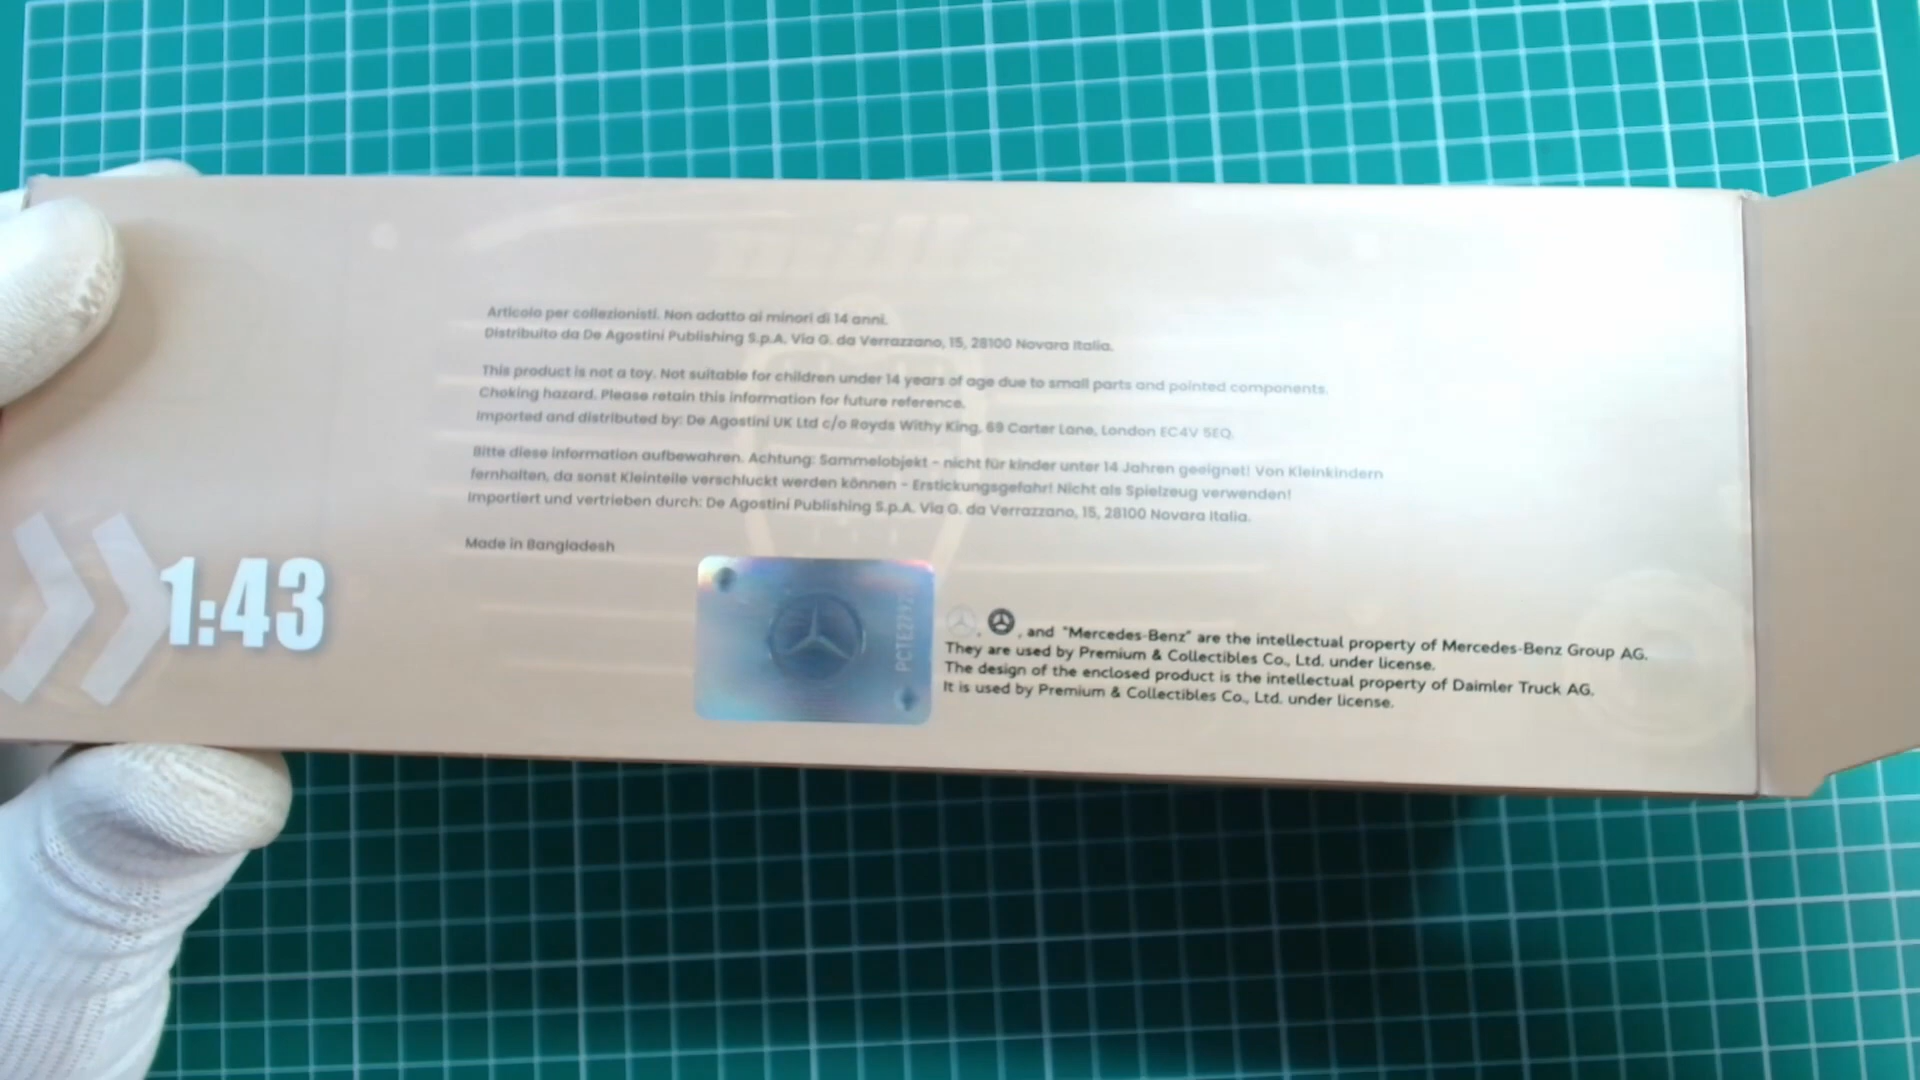 Articolo per collezionisti. Non adatto ai minori di 14 anni.
Distribuito da De Agostini Publishing S.p.A. Via G. da Verrazzano, 15, 28100 Novara Italia.
This product is not a toy. Not suitable for children under 14 years of age due to small parts and pointed components.
Choking hazard. Please retain this information for future reference.
Imported and distributed by: De Agostini UK Ltd c/o Royds Withy King, 69 Carter Lane, London EC4V 5EQ.
Bitte diese information aufbewahren. Achtung: Sammelobjekt - nicht für kinder unter 14 Jahren geeignet! Von Kleinkindern
fernhalten, da sonst Kleinteile verschluckt werden können - Erstickungsgefahr! Nicht als Spielzeug verwenden!
Importiert und vertrieben durch: De Agostini Publishing S.p.A. Via G. da Verrazzano, 15, 28100 Novara Italia.
Made in Bangladesh
1:43
, , and "Mercedes-Benz" are the intellectual property of Mercedes-Benz Group AG.
They are used by Premium & Collectibles Co., Ltd. under license.
The design of the enclosed product is the intellectual property of Daimler Truck AG.
It is used by Premium & Collectibles Co., Ltd. under license.